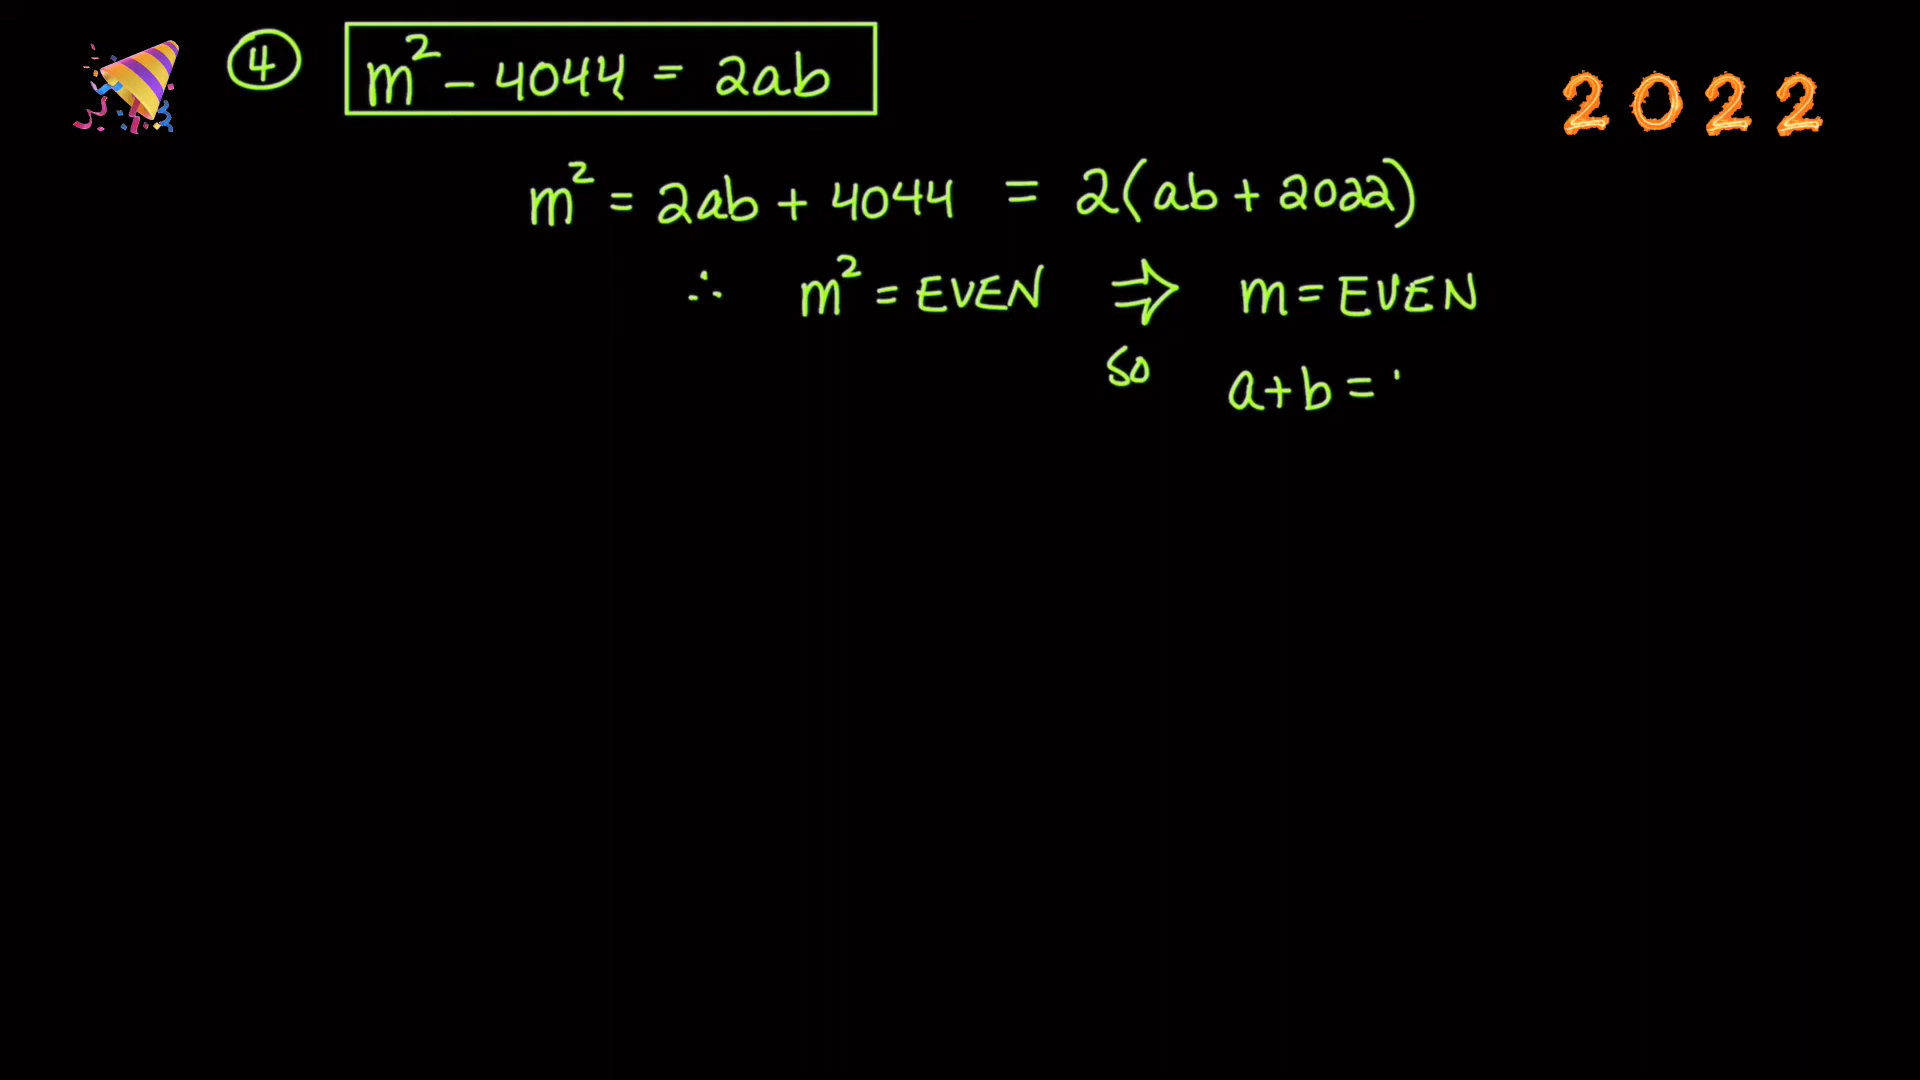 ④ m² - 4044 = 2ab
2022
m² = 2ab + 4044 = 2(ab + 2022)
∴ m² = EVEN ⇒ m = EVEN
so a+b =